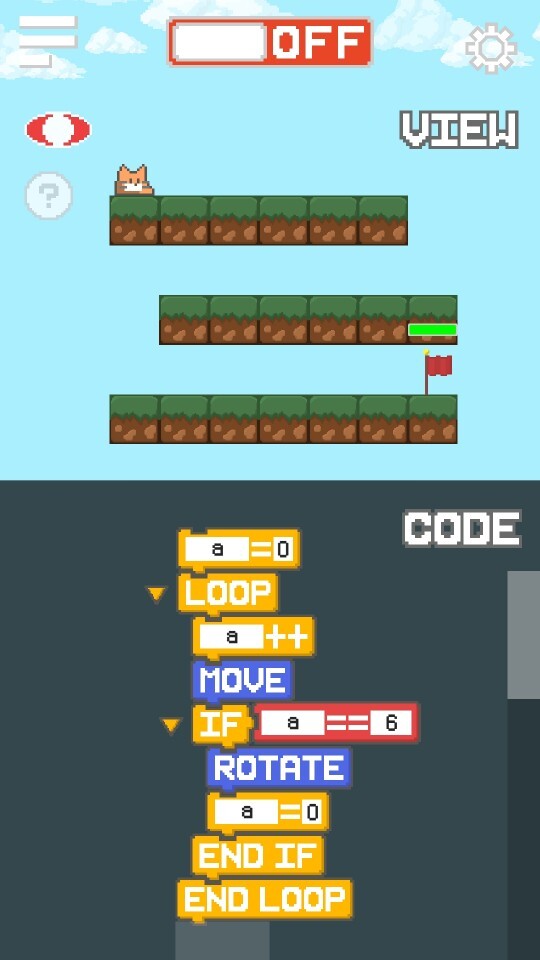 OFF
VIEW
?
CODE
a =0
LOOP
a ++
MOVE
IF a == 6
ROTATE
a =0
END IF
END LOOP